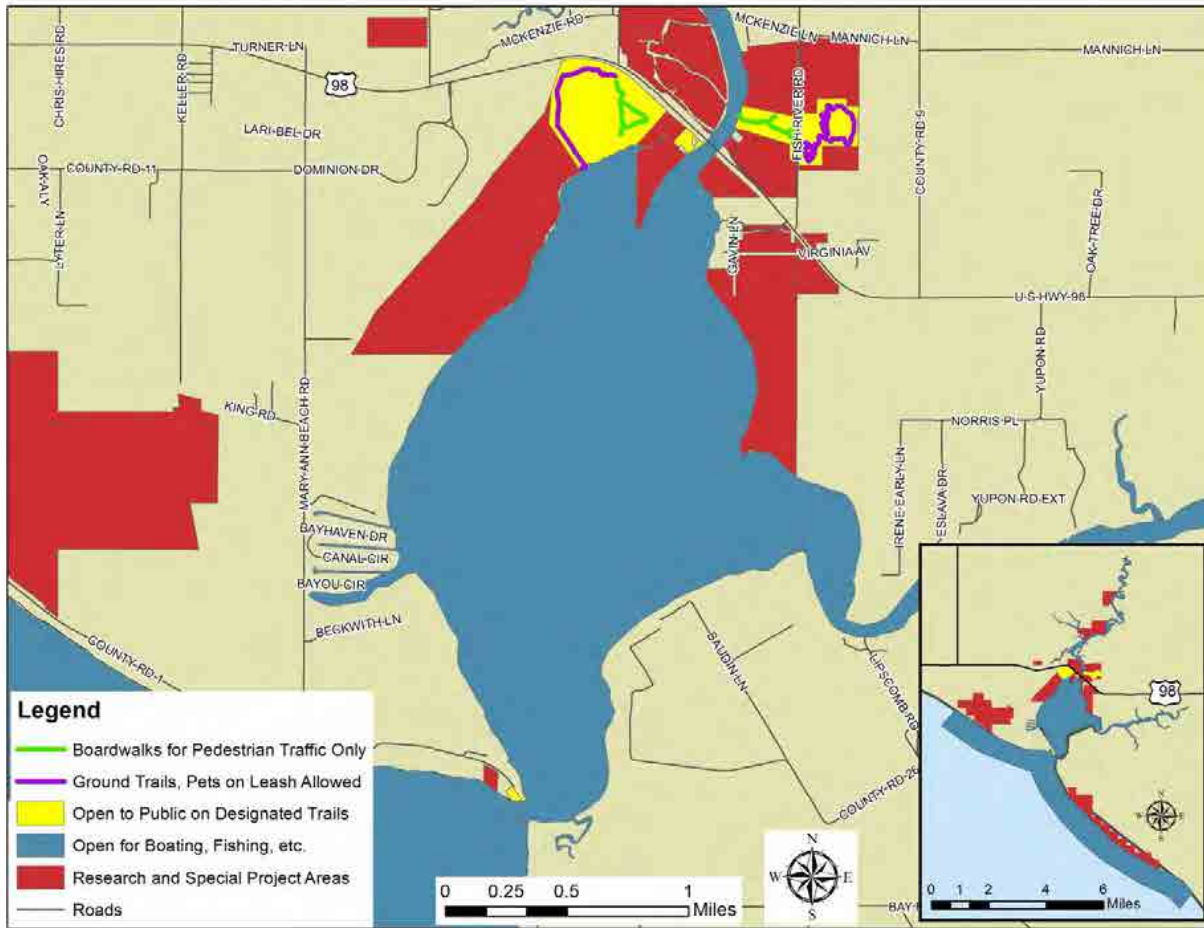 MCKENZIE-RD
MCKENZIE-LN
MANNICH-LN
MANNICH-LN
TURNER-LN
98
CHRIS-HIRES-RD
KELLER-RD
LARI-BEL-DR
FISH-RIVER-RD
COUNTY-RD-9
OAK-ALY
COUNTY-RD-11
DOMINION-DR
OAK-TREE-DR
GAVIN-LN
VIRGINIA-AV
U-S-HWY-98
YUPON-RD
MARY-ANN-BEACH-RD
KING-RD
NORRIS-PL
IRENE-EARLY-LN
ESLAVA-DR
YUPON-RD-EXT
BAYHAVEN-DR
CANAL-CIR
BAYOU-CIR
BECKWITH-LN
COUNTY-RD-1
SAUDIN-LN
COUNTY-RD-26
98
Legend
Boardwalks for Pedestrian Traffic Only
Ground Trails, Pets on Leash Allowed
Open to Public on Designated Trails
Open for Boating, Fishing, etc.
Research and Special Project Areas
Roads
0 0.25 0.5 1
Miles
N
W E
S
N
W E
S
0 1 2 4 6
Miles